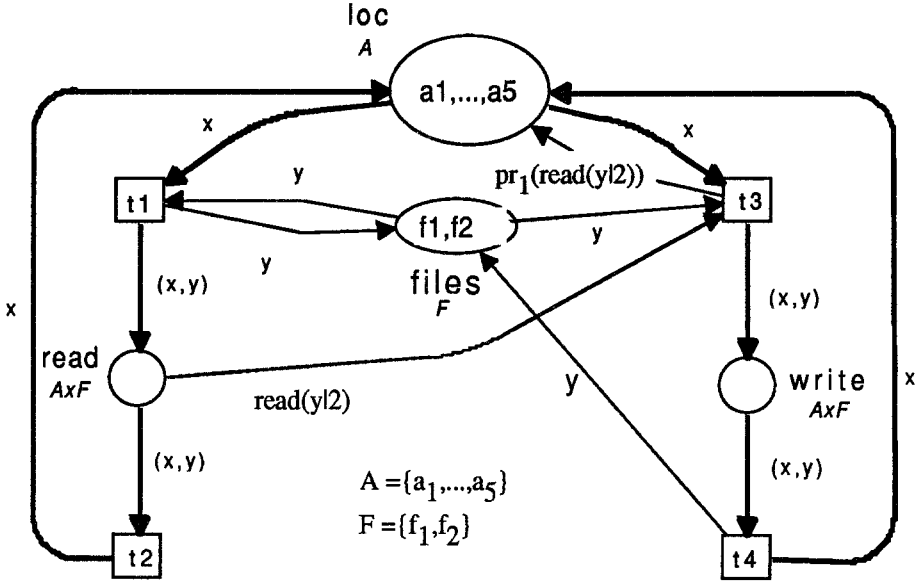 loc
A
a1,...,a5
x
x
pr1(read(y|2))
y
t1
t3
f1,f2
y
y
files
F
(x,y)
(x,y)
x
x
read
AxF
write
AxF
read(y|2)
y
(x,y)
(x,y)
A={a1,...,a5}
F={f1,f2}
t2
t4